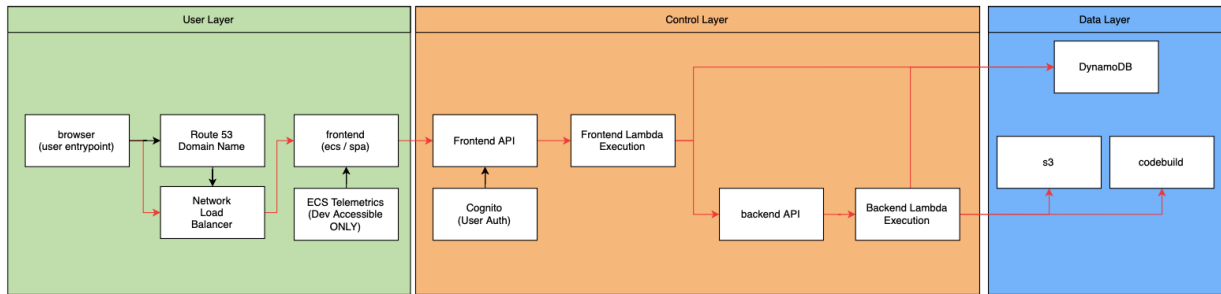 User Layer
Control Layer
Data Layer
DynamoDB
browser
(user entrypoint)
Route 53
Domain Name
frontend
(ecs / spa)
Frontend API
Frontend Lambda
Execution
s3
codebuild
Network
Load
Balancer
ECS Telemetrics
(Dev Accessible
ONLY)
Cognito
(User Auth)
backend API
Backend Lambda
Execution